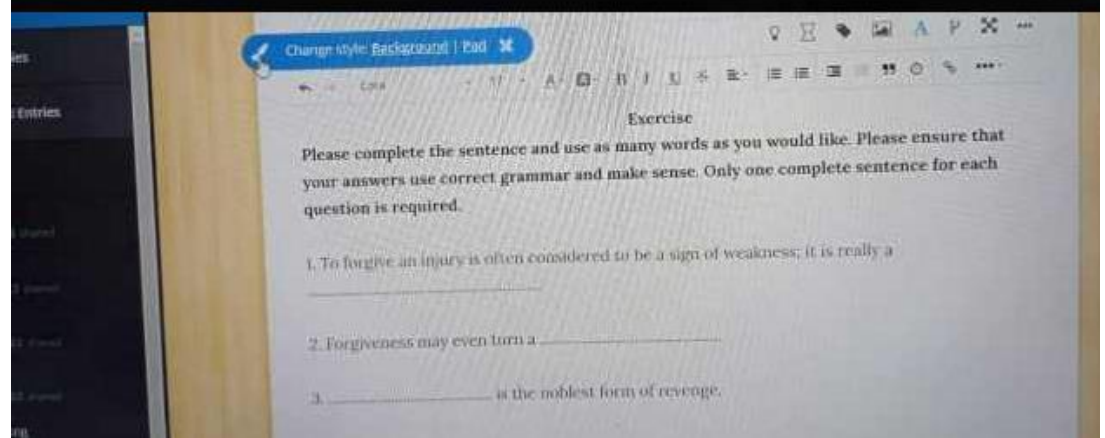 Change style: Background | Pad
Entries
Exercise
Please complete the sentence and use as many words as you would like. Please ensure that
your answers use correct grammar and make sense. Only one complete sentence for each
question is required.
1. To forgive an injury is often considered to be a sign of weakness; it is really a
2. Forgiveness may even turn a
3. is the noblest form of revenge.